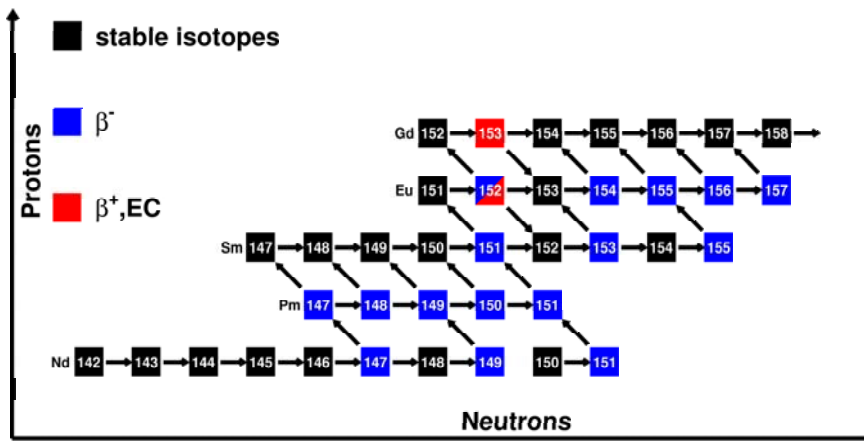 stable isotopes
β-
β+,EC
Protons
Gd 152 153 154 155 156 157 158
Eu 151 152 153 154 155 156 157
Sm 147 148 149 150 151 152 153 154 155
Pm 147 148 149 150 151
Nd 142 143 144 145 146 147 148 149 150 151
Neutrons